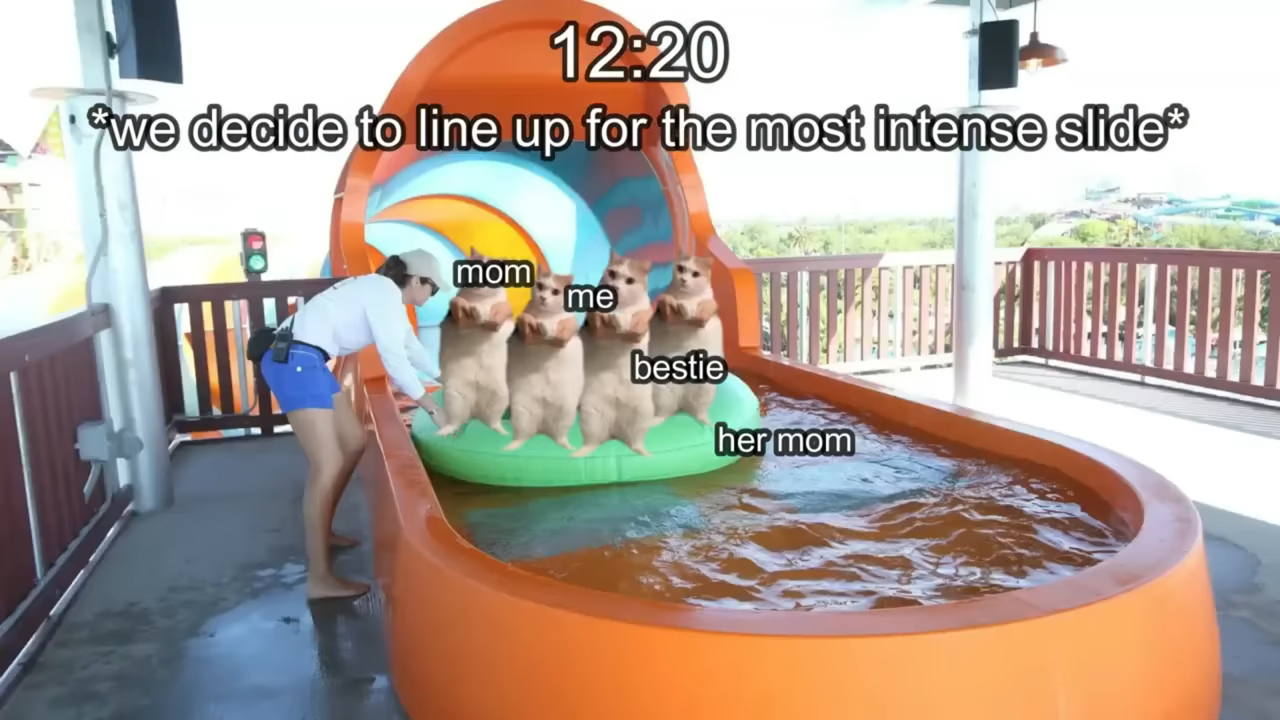 12:20
*we decide to line up for the most intense slide*
mom
me
bestie
her mom